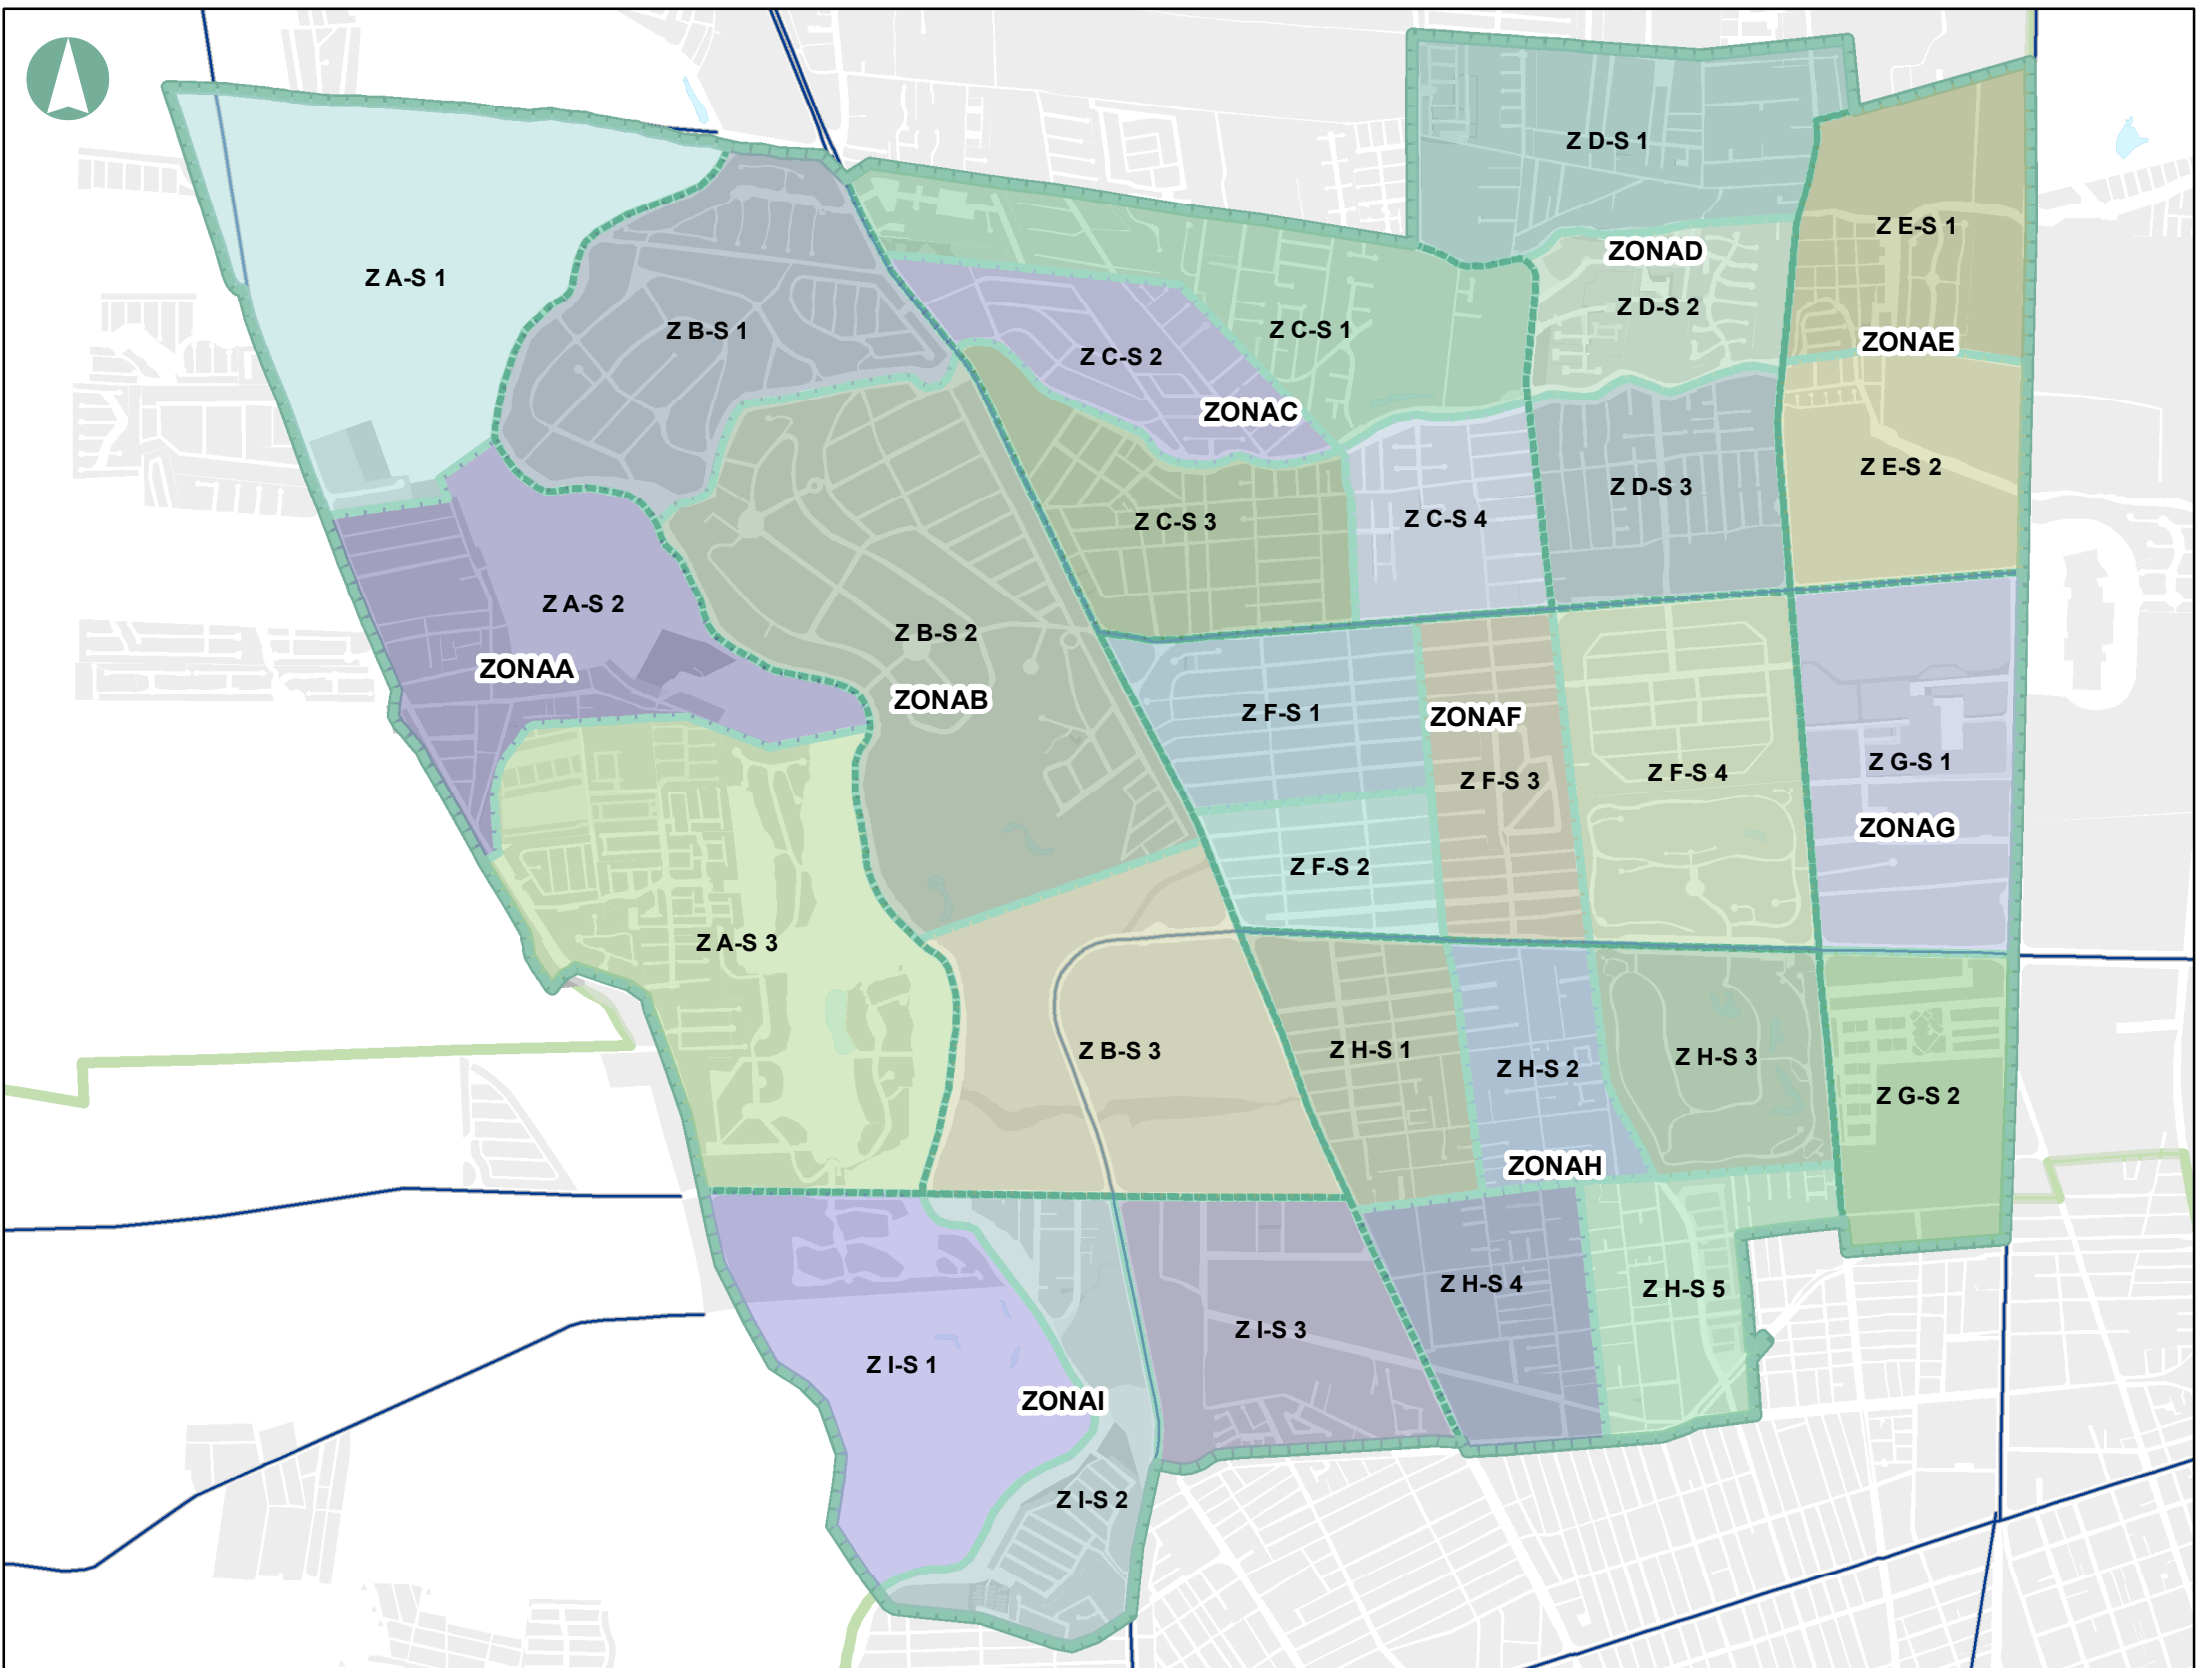 Z D-S 1
Z E-S 1
ZONAD
Z A-S 1
Z D-S 2
Z B-S 1
Z C-S 1
ZONAE
Z C-S 2
ZONAC
Z E-S 2
Z D-S 3
Z C-S 3
Z C-S 4
Z A-S 2
Z B-S 2
ZONAA
ZONAB
Z F-S 1
ZONAF
Z G-S 1
Z F-S 4
Z F-S 3
ZONAG
Z F-S 2
Z A-S 3
Z B-S 3
Z H-S 1
Z H-S 3
Z H-S 2
Z G-S 2
ZONAH
Z H-S 4
Z H-S 5
Z I-S 3
Z I-S 1
ZONAI
Z I-S 2